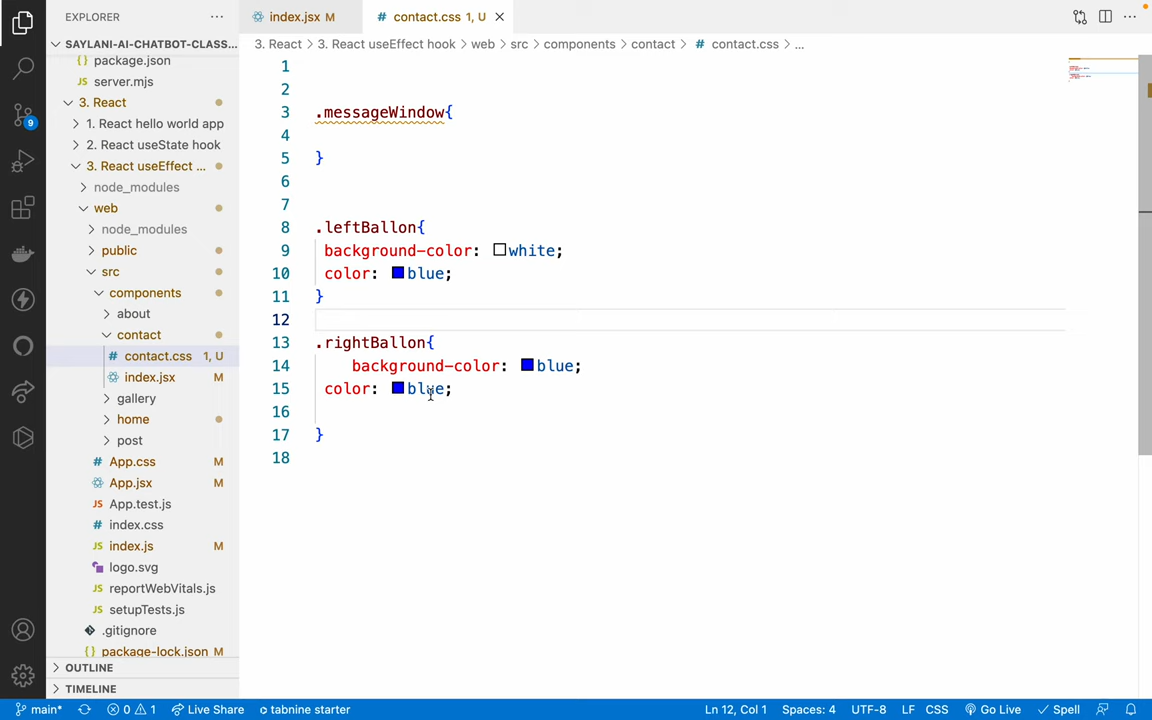 EXPLORER
index.jsx M
# contact.css 1, U
SAYLANI-AI-CHATBOT-CLASS...
3. React > 3. React useEffect hook > web > src > components > contact > # contact.css > ...
{} package.json
JS server.mjs
3. React
1. React hello world app
2. React useState hook
3. React useEffect ...
node_modules
web
node_modules
public
src
components
about
contact
# contact.css 1, U
index.jsx M
gallery
home
post
# App.css M
App.jsx M
JS App.test.js
# index.css
JS index.js M
logo.svg
JS reportWebVitals.js
JS setupTests.js
.gitignore
{} package-lock.json M
OUTLINE
TIMELINE
9
1
2
3 .messageWindow{
4
5 }
6
7
8 .leftBallon{
9 background-color: white;
10 color: blue;
11 }
12
13 .rightBallon{
14 background-color: blue;
15 color: blue;
16
17 }
18
main* 0 1 Live Share tabnine starter Ln 12, Col 1 Spaces: 4 UTF-8 LF CSS Go Live Spell